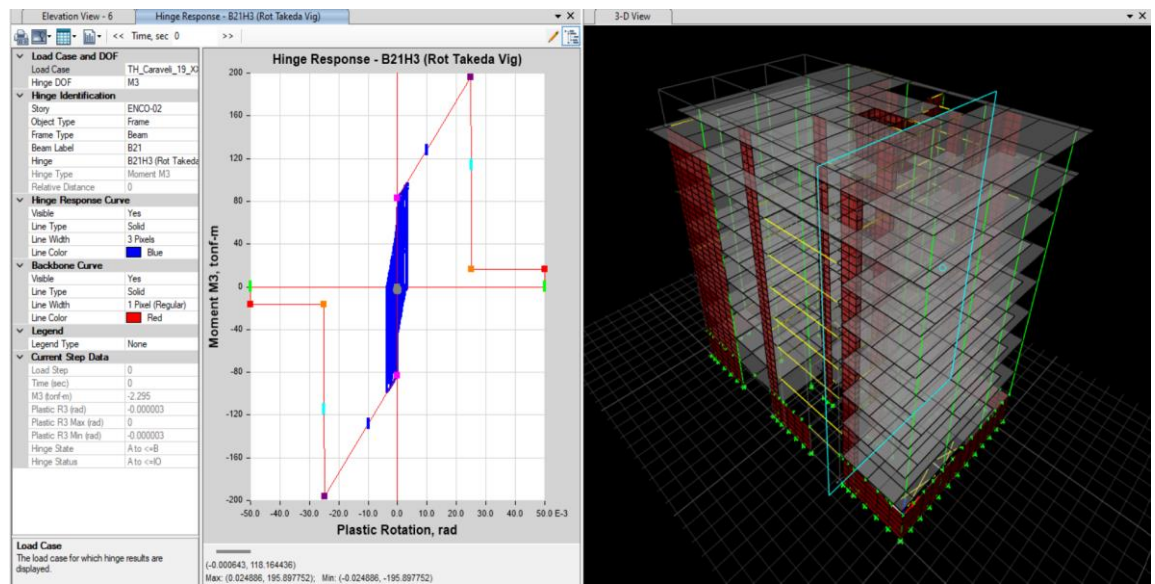 Elevation View - 6
Hinge Response - B21H3 (Rot Takeda Vig)
<< Time, sec 0 >>
Load Case and DOF
Load Case TH_Caraveli_19_XX
Hinge DOF M3
Hinge Identification
Story ENCO-02
Object Type Frame
Frame Type Beam
Beam Label B21
Hinge B21H3 (Rot Takeda
Hinge Type Moment M3
Relative Distance 0
Hinge Response Curve
Visible Yes
Line Type Solid
Line Width 3 Pixels
Line Color Blue
Backbone Curve
Visible Yes
Line Type Solid
Line Width 1 Pixel (Regular)
Line Color Red
Legend
Legend Type None
Current Step Data
Load Step 0
Time (sec) 0
M3 (tonf-m) -2.295
Plastic R3 (rad) -0.000003
Plastic R3 Max (rad) 0
Plastic R3 Min (rad) -0.000003
Hinge State A to <=B
Hinge Status A to <=IO
Load Case
The load case for which hinge results are
displayed.
Hinge Response - B21H3 (Rot Takeda Vig)
Moment M3, tonf-m
200
160
120
80
40
0
-40
-80
-120
-160
-200
-50.0 -40.0 -30.0 -20.0 -10.0 0.0 10.0 20.0 30.0 40.0 50.0 E-3
Plastic Rotation, rad
(-0.000643, 118.164436)
Max: (0.024886, 195.897752); Min: (-0.024886, -195.897752)
3-D View